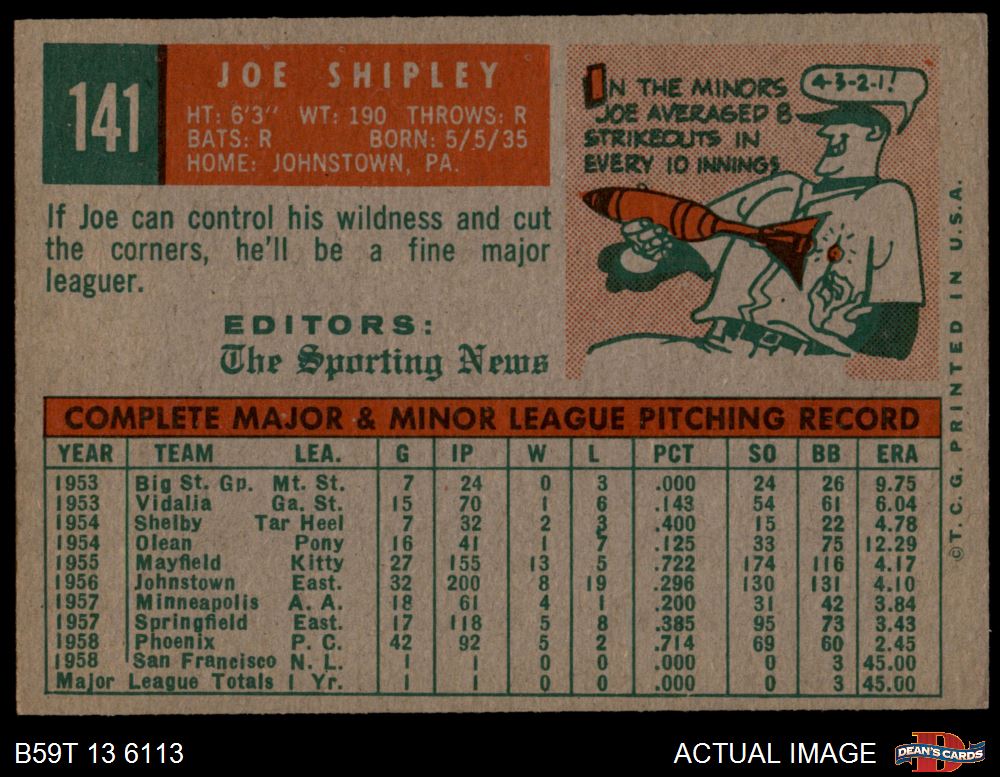 141
JOE SHIPLEY
HT: 6'3" WT: 190 THROWS: R
BATS: R BORN: 5/5/35
HOME: JOHNSTOWN, PA.
IN THE MINORS
JOE AVERAGED 8
STRIKEOUTS IN
EVERY 10 INNINGS
4-3-2-1!
If Joe can control his wildness and cut
the corners, he'll be a fine major
leaguer.
EDITORS:
The Sporting News
COMPLETE MAJOR & MINOR LEAGUE PITCHING RECORD
YEAR TEAM LEA. G IP W L PCT SO BB ERA
1953 Big St. Gp. Mt. St. 7 24 0 3 .000 24 26 9.75
1953 Vidalia Ga. St. 15 70 1 6 .143 54 61 6.04
1954 Shelby Tar Heel 7 32 2 3 .400 15 22 4.78
1954 Olean Pony 16 41 1 7 .125 33 75 12.29
1955 Mayfield Kitty 27 155 13 5 .722 174 116 4.17
1956 Johnstown East. 32 200 8 19 .296 130 131 4.10
1957 Minneapolis A. A. 18 61 4 1 .200 31 42 3.84
1957 Springfield East. 17 118 5 8 .385 95 73 3.43
1958 Phoenix P. C. 42 92 5 2 .714 69 60 2.45
1958 San Francisco N. L. 1 1 0 0 .000 0 3 45.00
Major League Totals 1 Yr. 1 1 0 0 .000 0 3 45.00
©T. C. G. PRINTED IN U.S.A.
B59T 13 6113
ACTUAL IMAGE
DEAN'S CARDS